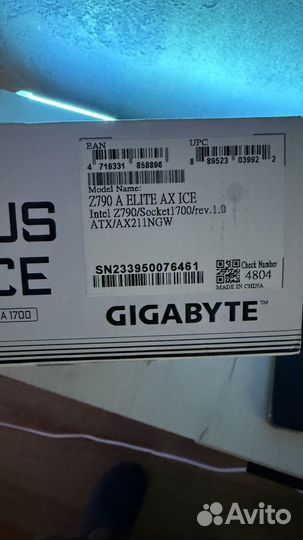 EAN
UPC
4 719331 858896
8 89523 03992 2
Model Name:
Z790 A ELITE AX ICE
Intel Z790/Socket1700/rev.1.0
ATX/AX211NGW
US
CE
A 1700
SN233950076461
Check Number
4804
MADE IN CHINA
GIGABYTE™
Avito